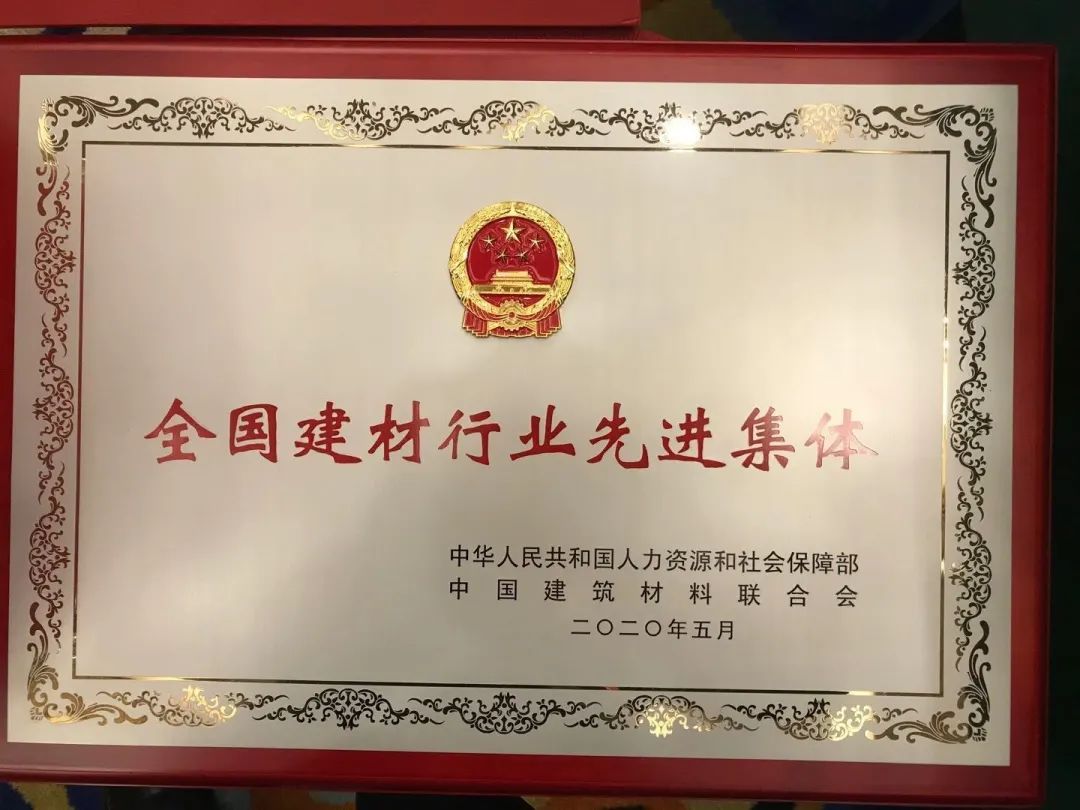 全国建材行业先进集体
中华人民共和国人力资源和社会保障部
中国建筑材料联合会
二〇二〇年五月